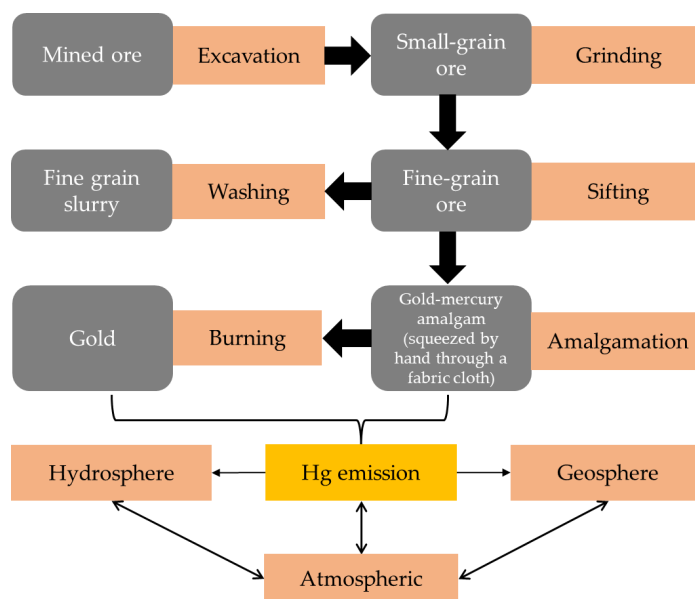 Mined ore
Excavation
Small-grain
ore
Grinding
Fine grain
slurry
Washing
Fine-grain
ore
Sifting
Gold
Burning
Gold-mercury
amalgam
(squeezed by
hand through a
fabric cloth)
Amalgamation
Hydrosphere
Hg emission
Geosphere
Atmospheric